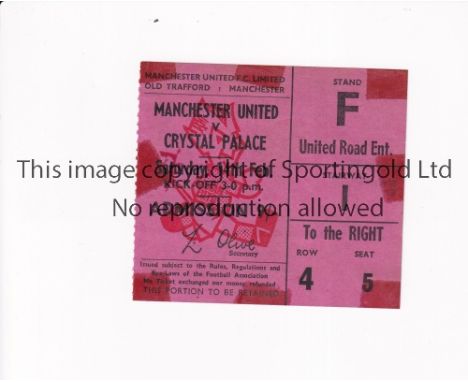 MANCHESTER UNITED F.C. LIMITED
OLD TRAFFORD : MANCHESTER
MANCHESTER UNITED
v
CRYSTAL PALACE
KICK-OFF 3-0 p.m.
ADMISSION
Secretary
Issued subject to the Rules, Regulations and
Bye-Laws of the Football Association
No Ticket exchanged nor money refunded
THIS PORTION TO BE RETAINED
STAND
F
United Road Ent.
STAIRWAY
1
To the RIGHT
ROW
SEAT
4
5
This image copyright of Sportingold Ltd
No reproduction allowed